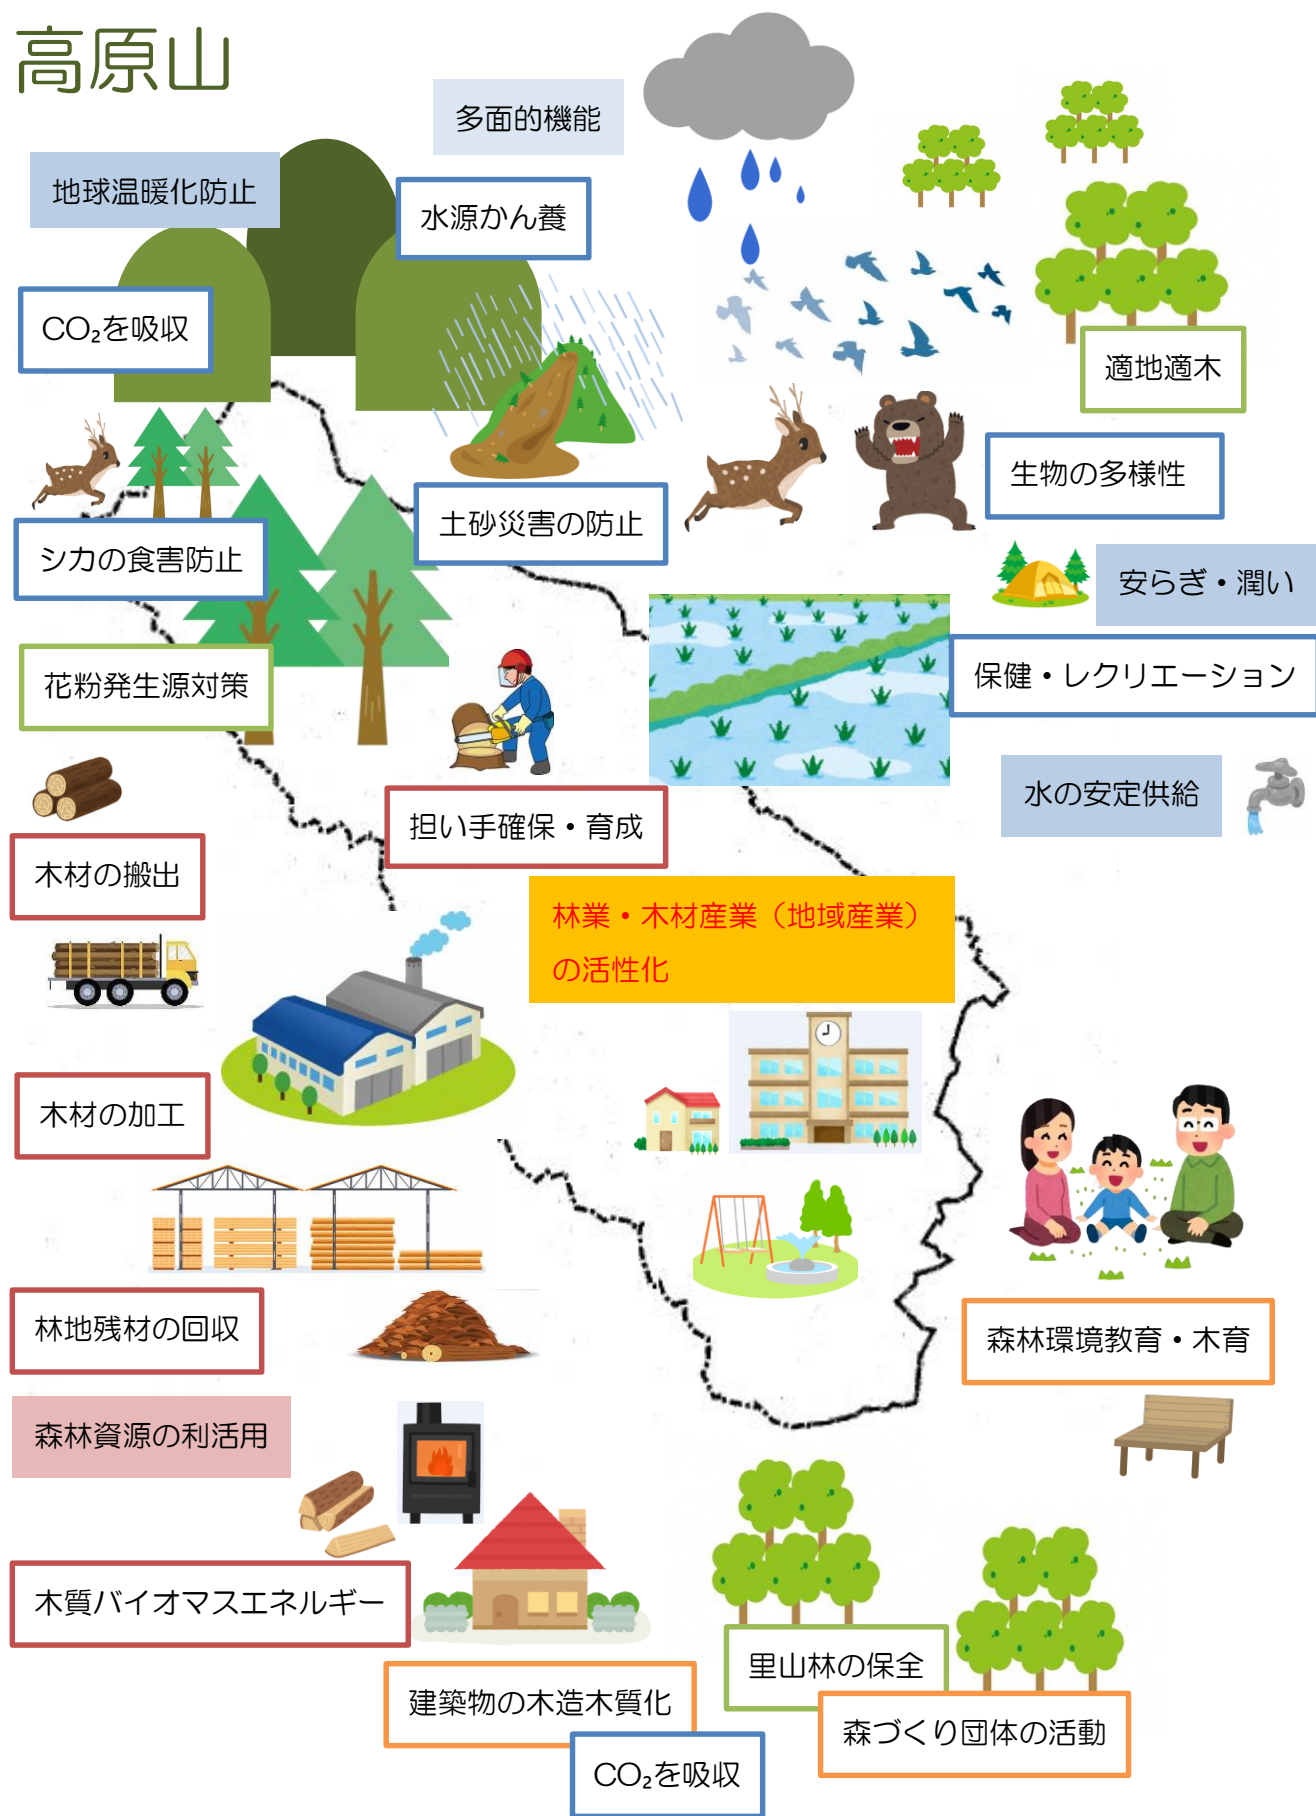 高原山
多面的機能
地球温暖化防止
水源かん養
CO₂を吸収
適地適木
生物の多様性
土砂災害の防止
シカの食害防止
安らぎ・潤い
花粉発生源対策
保健・レクリエーション
水の安定供給
担い手確保・育成
木材の搬出
林業・木材産業（地域産業）
の活性化
木材の加工
林地残材の回収
森林環境教育・木育
森林資源の利活用
木質バイオマスエネルギー
里山林の保全
建築物の木造木質化
森づくり団体の活動
CO₂を吸収